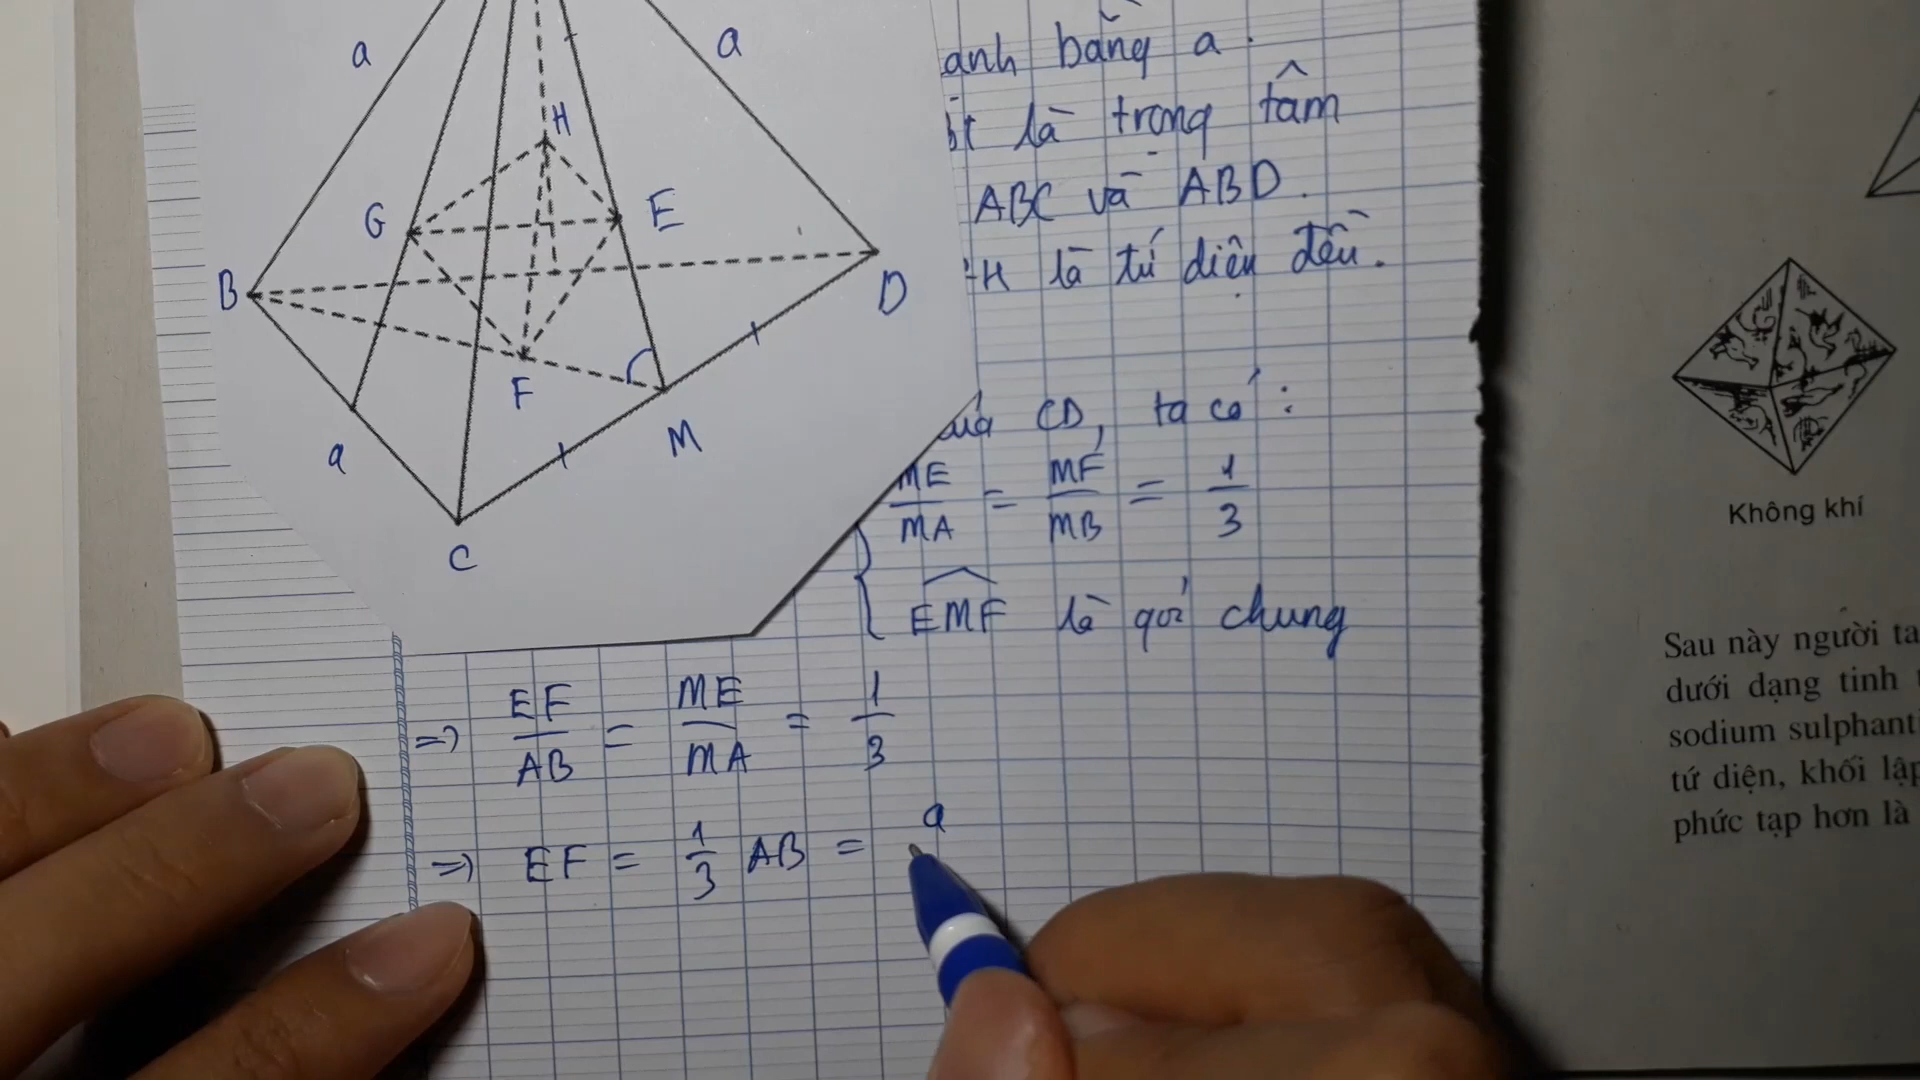 a
a
H
G
E
B
D
F
M
a
C
bằng a.
là trọng tâm
ABC và ABD.
H là tứ diện đều.
CD, ta có:
ME/MA = MF/MB = 1/3
EMF là góc chung
=> EF/AB = ME/MA = 1/3
=> EF = 1/3 AB = a
Không khí
Sau này người ta
dưới dạng tinh
sodium sulphant
tứ diện, khối lập
phức tạp hơn là